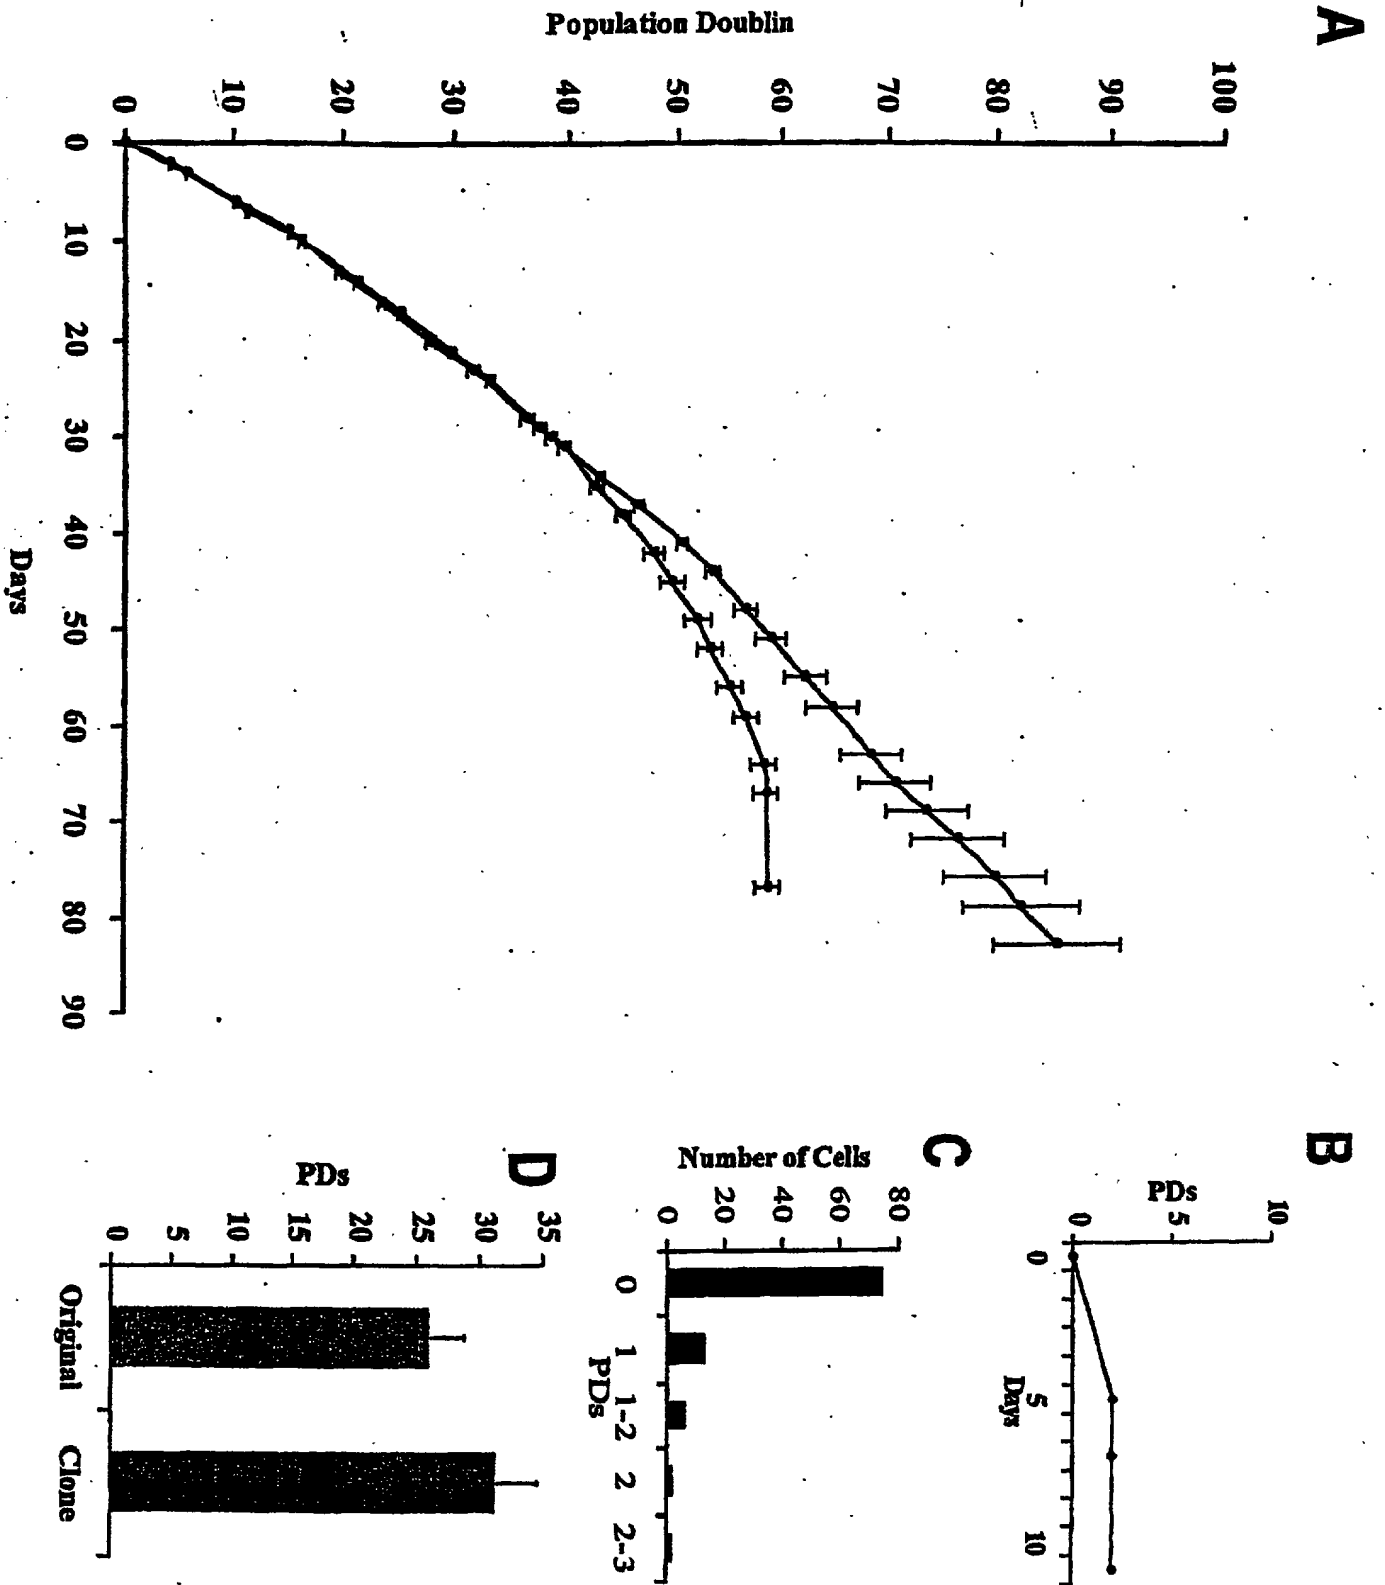 A
Population Doublin
0 10 20 30 40 50 60 70 80 90 100
0 10 20 30 40 50 60 70 80 90
Days
B
PDs
0 5 10
0 5 10
Days
C
Number of Cells
0 20 40 60 80
0 1 1-2 2 2-3
PDs
D
PDs
0 5 10 15 20 25 30 35
Original Clone